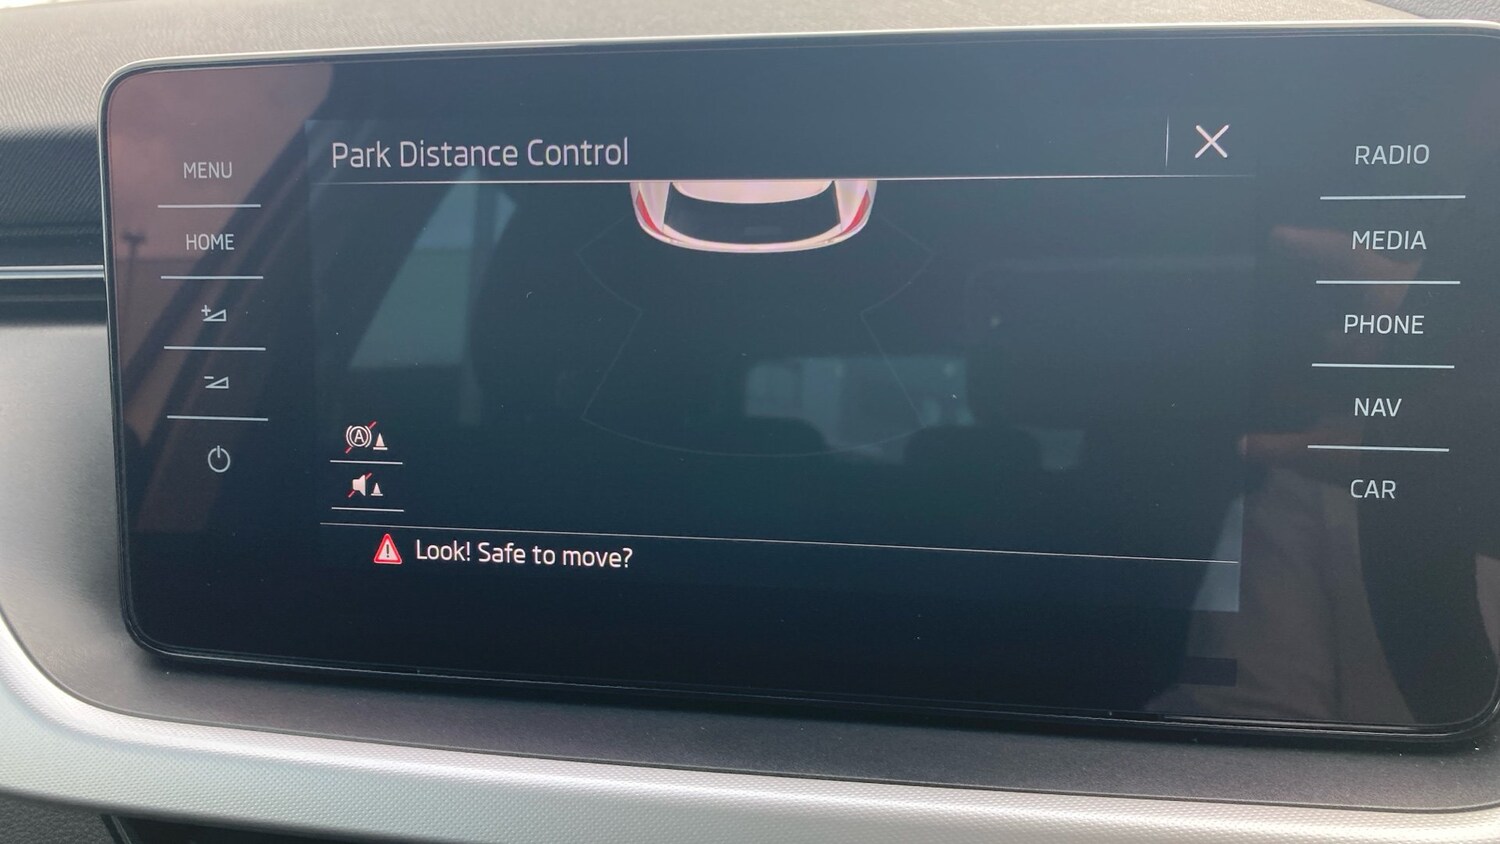 Park Distance Control
MENU
HOME
RADIO
MEDIA
PHONE
NAV
CAR
A
Look! Safe to move?